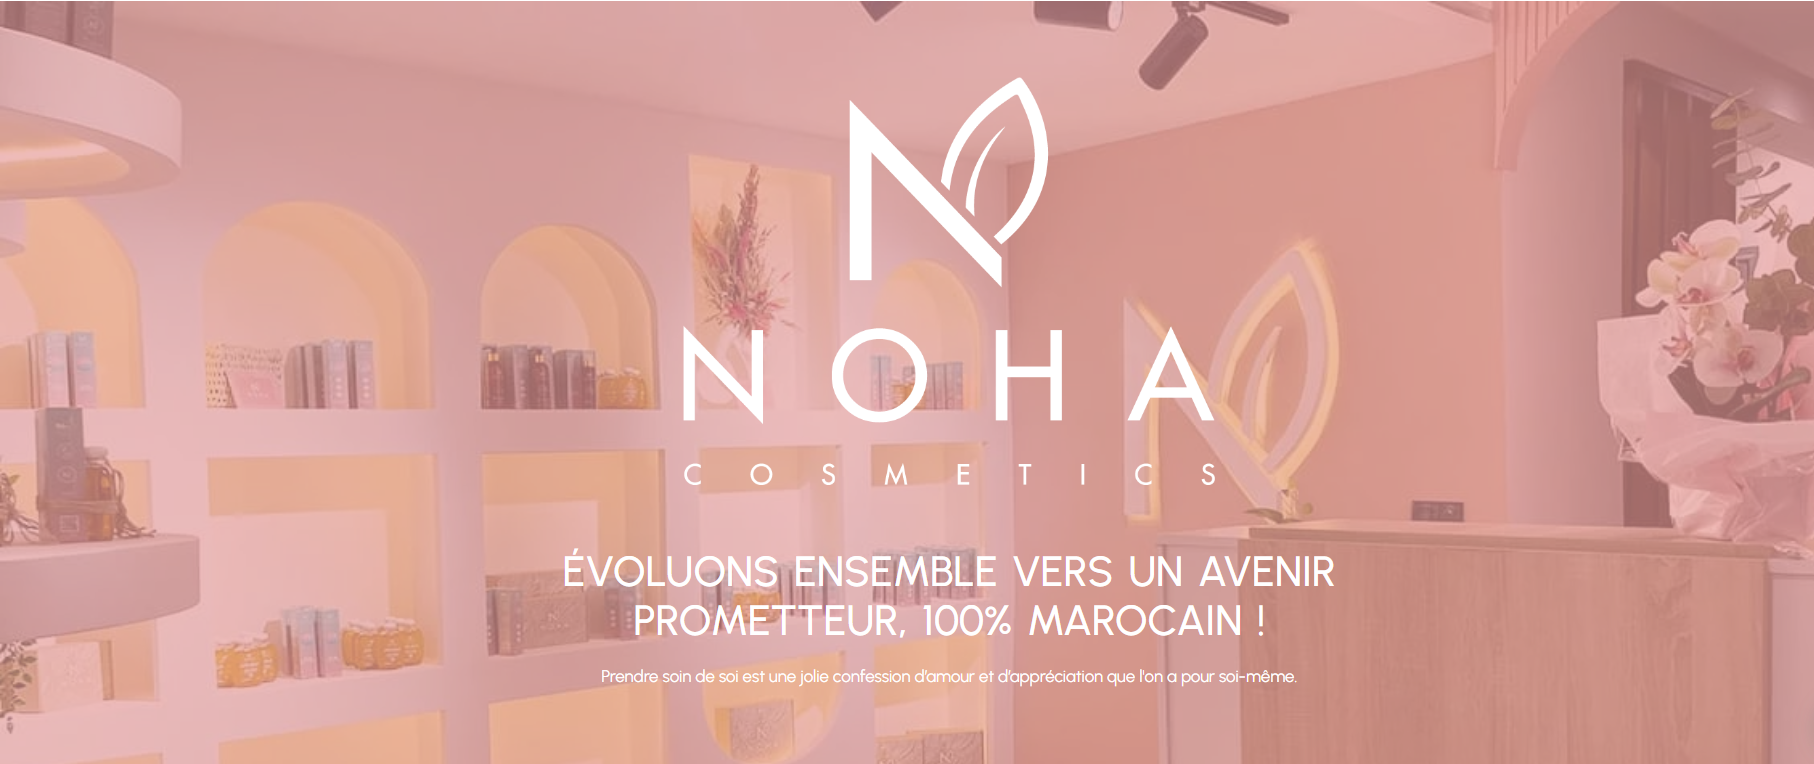 NOHA
COSMETICS
ÉVOLUONS ENSEMBLE VERS UN AVENIR
PROMETTEUR, 100% MAROCAIN !
Prendre soin de soi est une jolie confession d'amour et d'appréciation que l'on a pour soi-même.